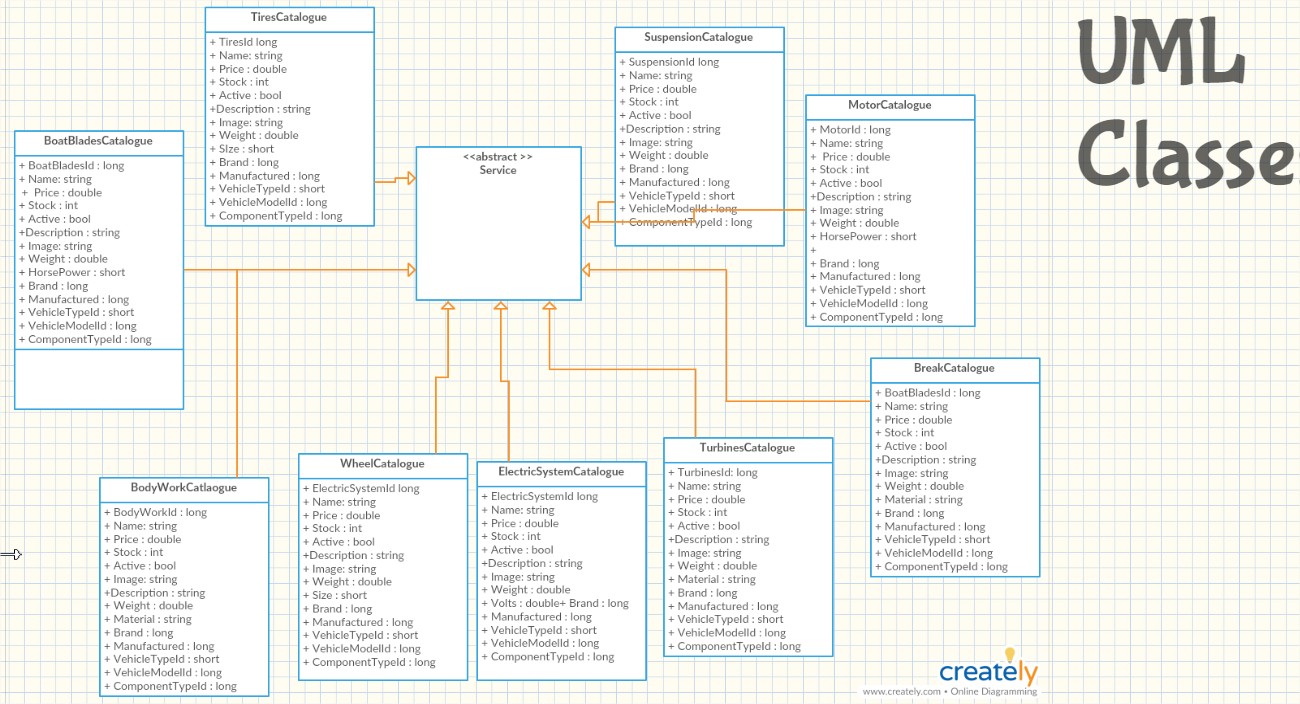 UML
Classe
TiresCatalogue
+ TiresId long
+ Name: string
+ Price : double
+ Stock : int
+ Active : bool
+Description : string
+ Image: string
+ Weight : double
+ SIze : short
+ Brand : long
+ Manufactured : long
+ VehicleTypeId : short
+ VehicleModelId : long
+ ComponentTypeId : long
SuspensionCatalogue
+ SuspensionId long
+ Name: string
+ Price : double
+ Stock : int
+ Active : bool
+Description : string
+ Image: string
+ Weight : double
+ Brand : long
+ Manufactured : long
+ VehicleTypeId : short
+ VehicleModelId : long
+ ComponentTypeId : long
MotorCatalogue
+ MotorId : long
+ Name: string
+ Price : double
+ Stock : int
+ Active : bool
+Description : string
+ Image: string
+ Weight : double
+ HorsePower : short
+
+ Brand : long
+ Manufactured : long
+ VehicleTypeId : short
+ VehicleModelId : long
+ ComponentTypeId : long
BoatBladesCatalogue
+ BoatBladesId : long
+ Name: string
+ Price : double
+ Stock : int
+ Active : bool
+Description : string
+ Image: string
+ Weight : double
+ HorsePower : short
+ Brand : long
+ Manufactured : long
+ VehicleTypeId : short
+ VehicleModelId : long
+ ComponentTypeId : long
<<abstract >>
Service
BreakCatalogue
+ BoatBladesId : long
+ Name: string
+ Price : double
+ Stock : int
+ Active : bool
+Description : string
+ Image: string
+ Weight : double
+ Material : string
+ Brand : long
+ Manufactured : long
+ VehicleTypeId : short
+ VehicleModelId : long
+ ComponentTypeId : long
BodyWorkCatlaogue
+ BodyWorkId : long
+ Name: string
+ Price : double
+ Stock : int
+ Active : bool
+ Image: string
+Description : string
+ Weight : double
+ Material : string
+ Brand : long
+ Manufactured : long
+ VehicleTypeId : short
+ VehicleModelId : long
+ ComponentTypeId : long
WheelCatalogue
+ ElectricSystemId long
+ Name: string
+ Price : double
+ Stock : int
+ Active : bool
+Description : string
+ Image: string
+ Weight : double
+ Size : short
+ Brand : long
+ Manufactured : long
+ VehicleTypeId : short
+ VehicleModelId : long
+ ComponentTypeId : long
ElectricSystemCatalogue
+ ElectricSystemId long
+ Name: string
+ Price : double
+ Stock : int
+ Active : bool
+Description : string
+ Image: string
+ Weight : double
+ Volts : double+ Brand : long
+ Manufactured : long
+ VehicleTypeId : short
+ VehicleModelId : long
+ ComponentTypeId : long
TurbinesCatalogue
+ TurbinesId: long
+ Name: string
+ Price : double
+ Stock : int
+ Active : bool
+Description : string
+ Image: string
+ Weight : double
+ Material : string
+ Brand : long
+ Manufactured : long
+ VehicleTypeId : short
+ VehicleModelId : long
+ ComponentTypeId : long
creately
www.creately.com • Online Diagramming